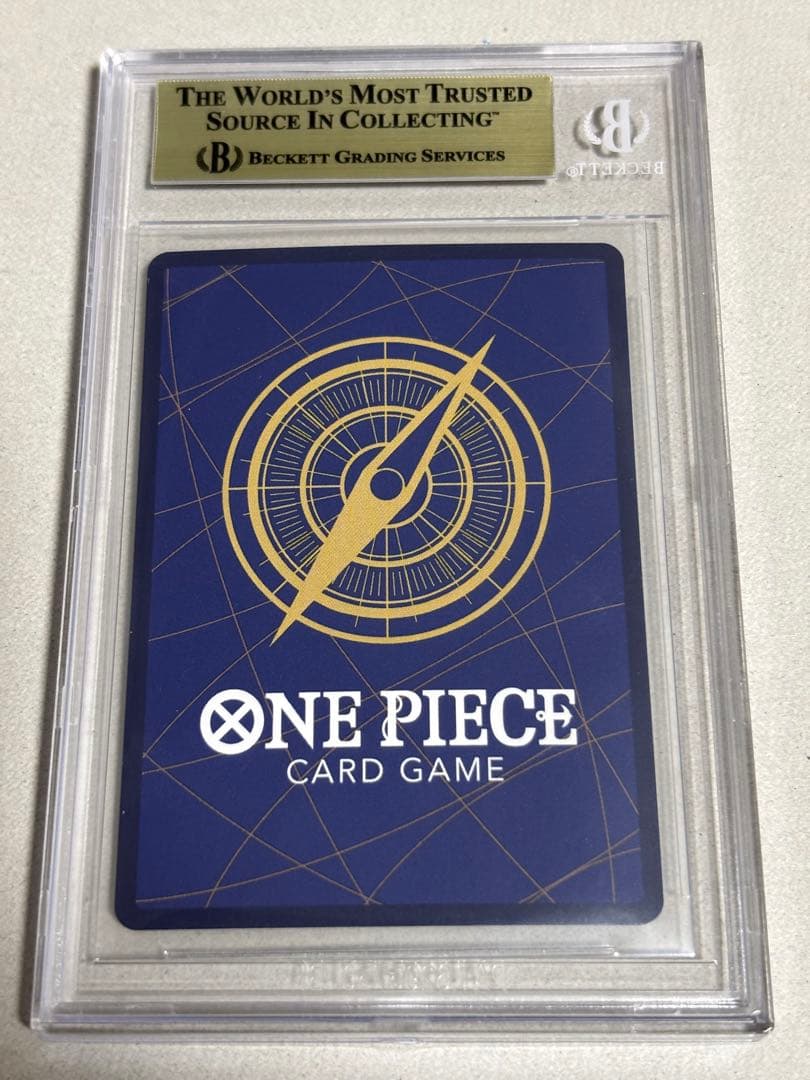 THE WORLD'S MOST TRUSTED
SOURCE IN COLLECTING™
B BECKETT GRADING SERVICES
B
BECKETT®
ONE PIECE
CARD GAME